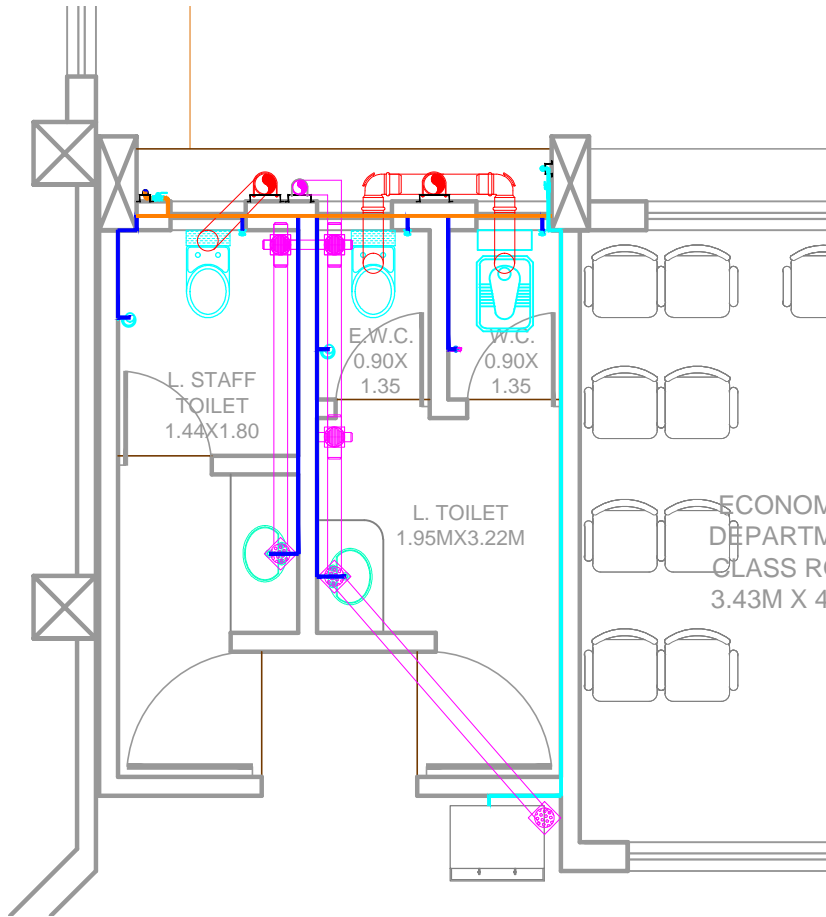 E.W.C.
0.90X
1.35
W.C.
0.90X
1.35
L. STAFF
TOILET
1.44X1.80
L. TOILET
1.95MX3.22M
ECONOM
DEPARTM
CLASS RO
3.43M X 4